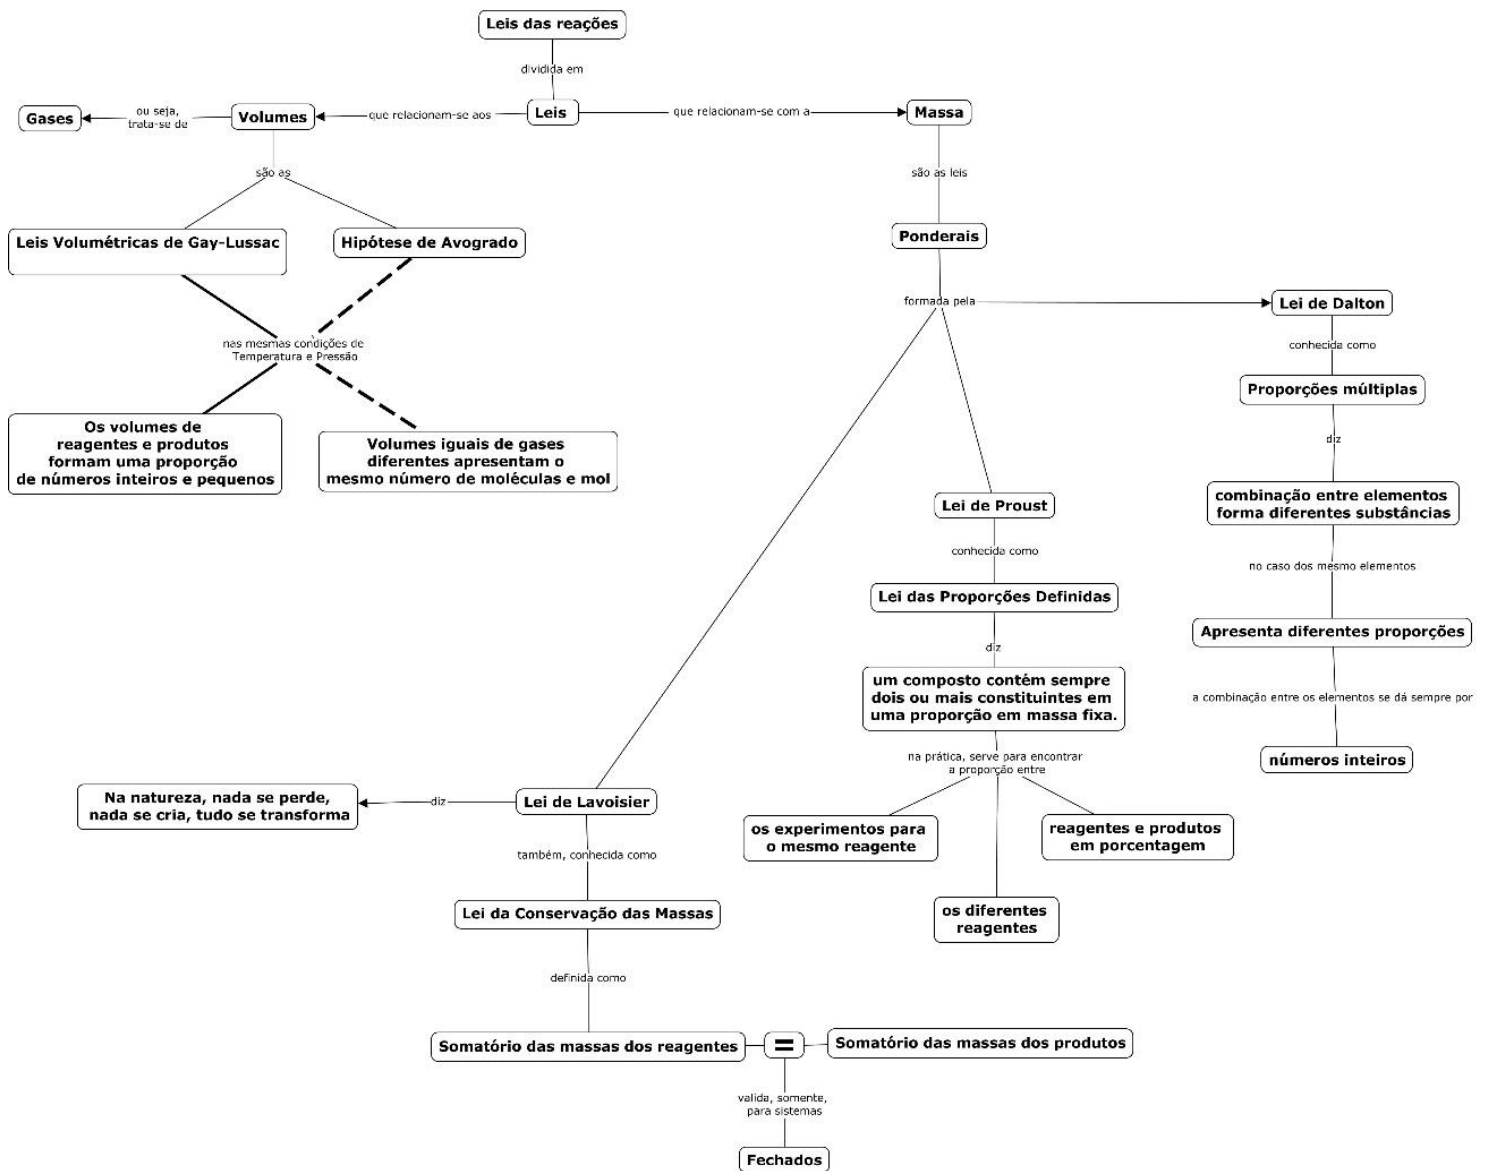 Leis das reações
dividida em
Gases
ou seja,
trata-se de
Volumes
que relacionam-se aos
Leis
que relacionam-se com a
Massa
são as
são as leis
Leis Volumétricas de Gay-Lussac
Hipótese de Avogrado
Ponderais
formada pela
Lei de Dalton
nas mesmas condições de
Temperatura e Pressão
conhecida como
Proporções múltiplas
Os volumes de
reagentes e produtos
formam uma proporção
de números inteiros e pequenos
Volumes iguais de gases
diferentes apresentam o
mesmo número de moléculas e mol
diz
combinação entre elementos
forma diferentes substâncias
Lei de Proust
conhecida como
no caso dos mesmo elementos
Lei das Proporções Definidas
Apresenta diferentes proporções
diz
um composto contém sempre
dois ou mais constituintes em
uma proporção em massa fixa.
a combinação entre os elementos se dá sempre por
números inteiros
na prática, serve para encontrar
a proporção entre
Na natureza, nada se perde,
nada se cria, tudo se transforma
diz
Lei de Lavoisier
os experimentos para
o mesmo reagente
reagentes e produtos
em porcentagem
também, conhecida como
os diferentes
reagentes
Lei da Conservação das Massas
definida como
Somatório das massas dos reagentes
=
Somatório das massas dos produtos
valida, somente,
para sistemas
Fechados